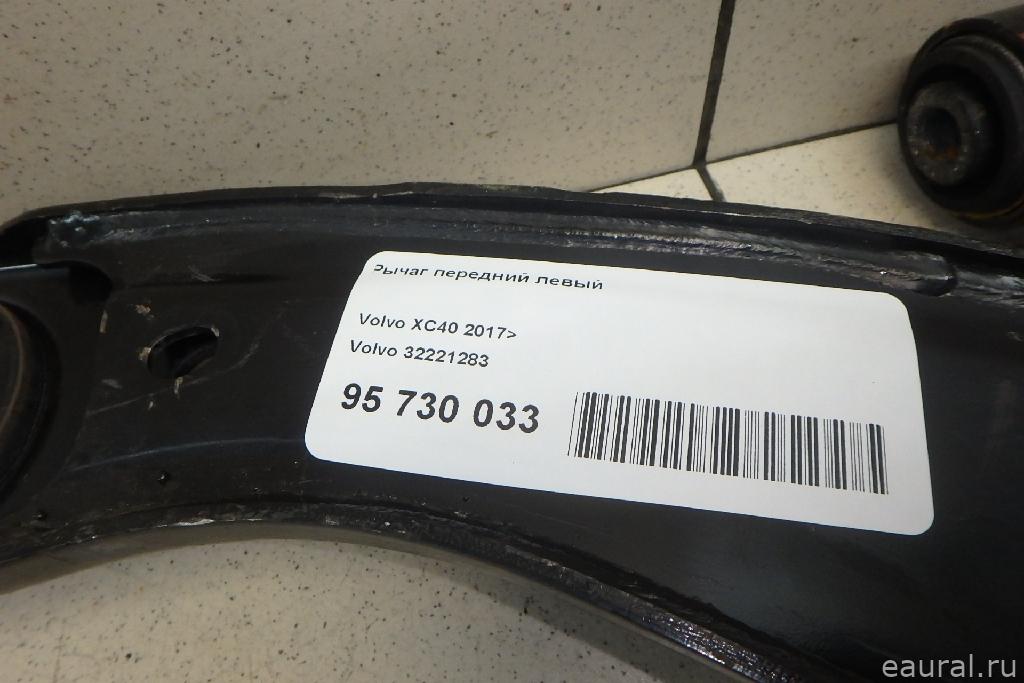 Рычаг передний левый
Volvo XC40 2017>
Volvo 32221283
95 730 033
eaural.ru